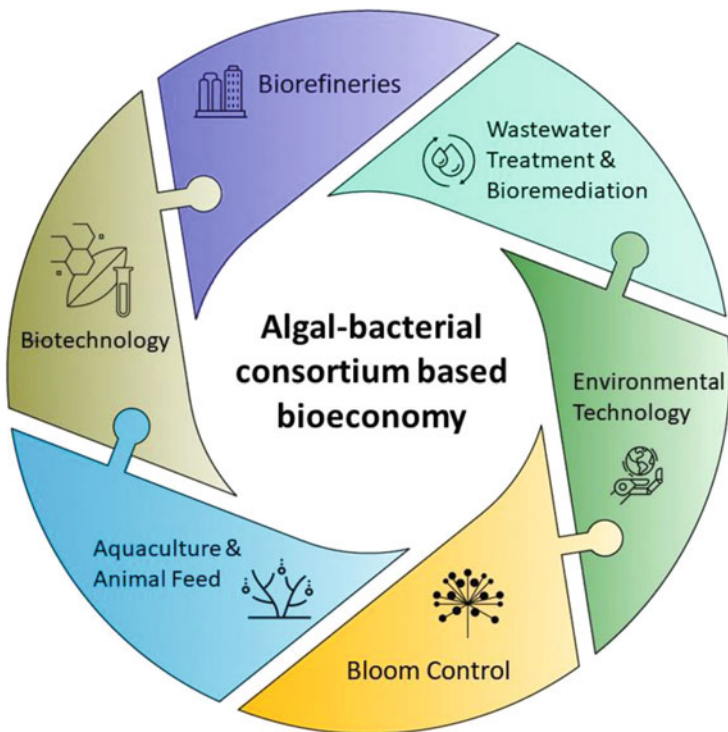 Biorefineries
Wastewater
Treatment &
Bioremediation
Environmental
Technology
Bloom Control
Aquaculture &
Animal Feed
Biotechnology
Algal-bacterial
consortium based
bioeconomy